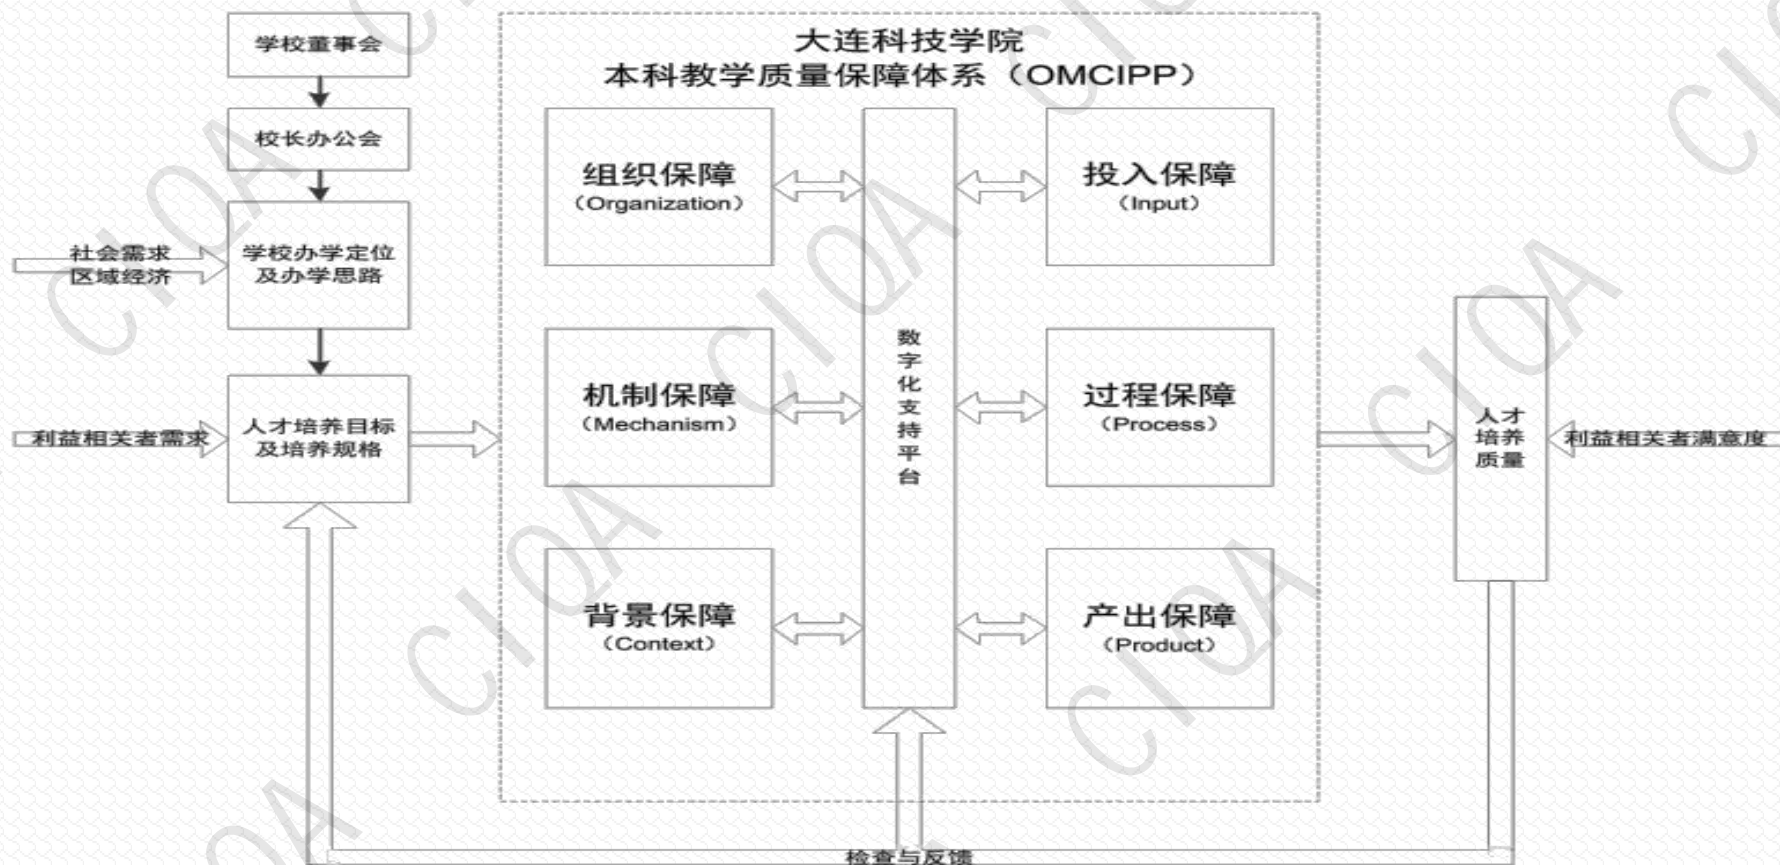 学校董事会
校长办公会
社会需求
区域经济
学校办学定位
及办学思路
利益相关者需求
人才培养目标
及培养规格
大连科技学院
本科教学质量保障体系（OMCIPP）
组织保障
（Organization）
机制保障
（Mechanism）
背景保障
（Context）
数
字
化
支
持
平
台
投入保障
（Input）
过程保障
（Process）
产出保障
（Product）
人才
培养
质量
利益相关者满意度
检查与反馈
CIQA
CIQA
CIQA
CIQA
CIQA
CIQA
CIQA